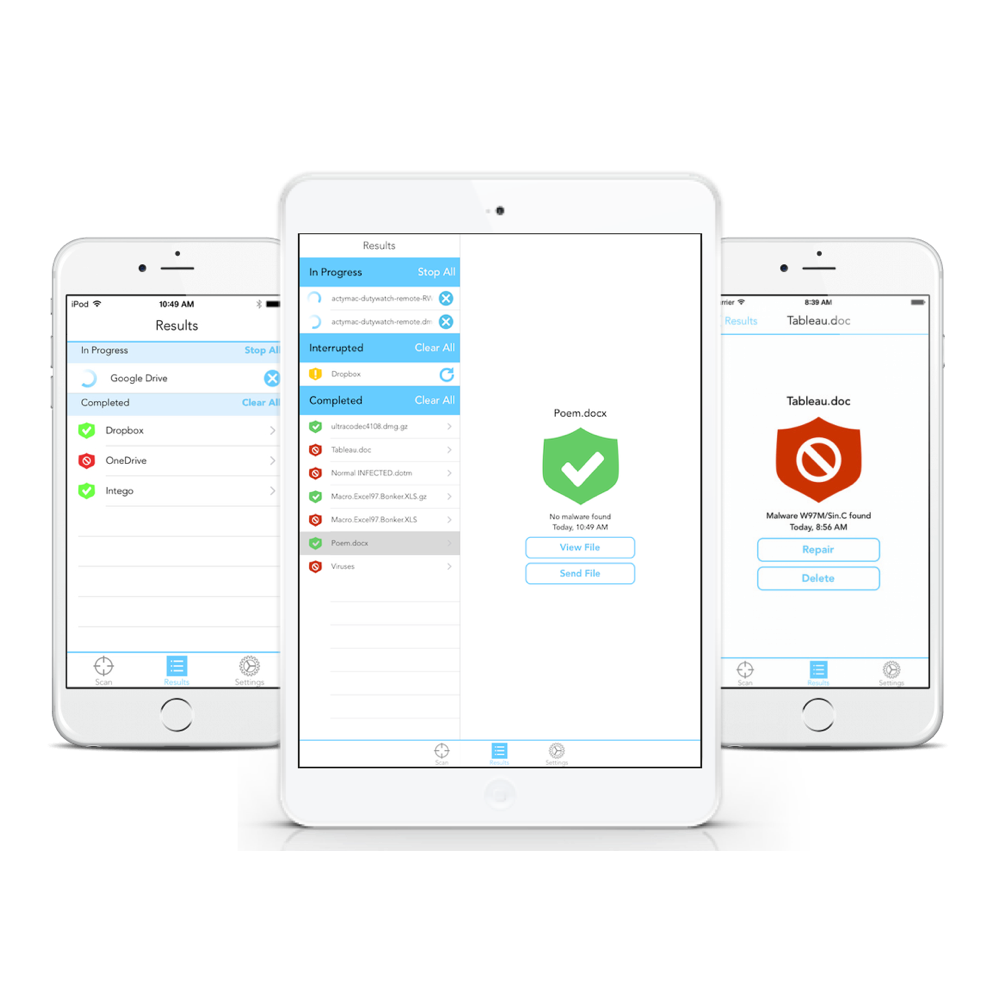 iPod 10:49 AM
Results
In Progress Stop All
Google Drive
Completed Clear All
Dropbox
OneDrive
Intego
Scan Results Settings
Results
In Progress Stop All
actymac-dutywatch-remote-RV
actymac-dutywatch-remote.dm
Interrupted Clear All
Dropbox
Completed Clear All
ultracodec4108.dmg.gz
Tableau.doc
Normal INFECTED.dotm
Macro.Excel97.Bonker.XLS.gz
Macro.Excel97.Bonker.XLS
Poem.docx
Viruses
Poem.docx
No malware found
Today, 10:49 AM
View File
Send File
Scan Results Settings
rrier 8:39 AM
Results Tableau.doc
Tableau.doc
Malware W97M/Sin.C found
Today, 8:56 AM
Repair
Delete
Scan Results Settings